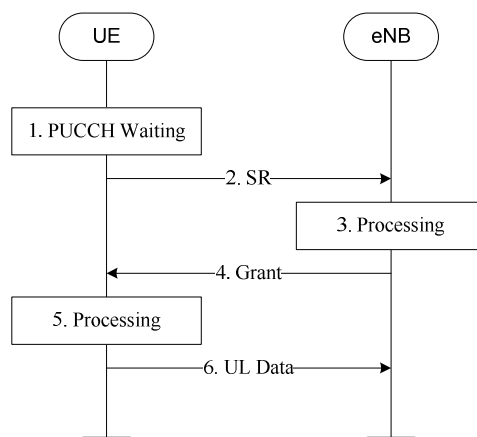 UE
eNB
1. PUCCH Waiting
2. SR
3. Processing
4. Grant
5. Processing
6. UL Data